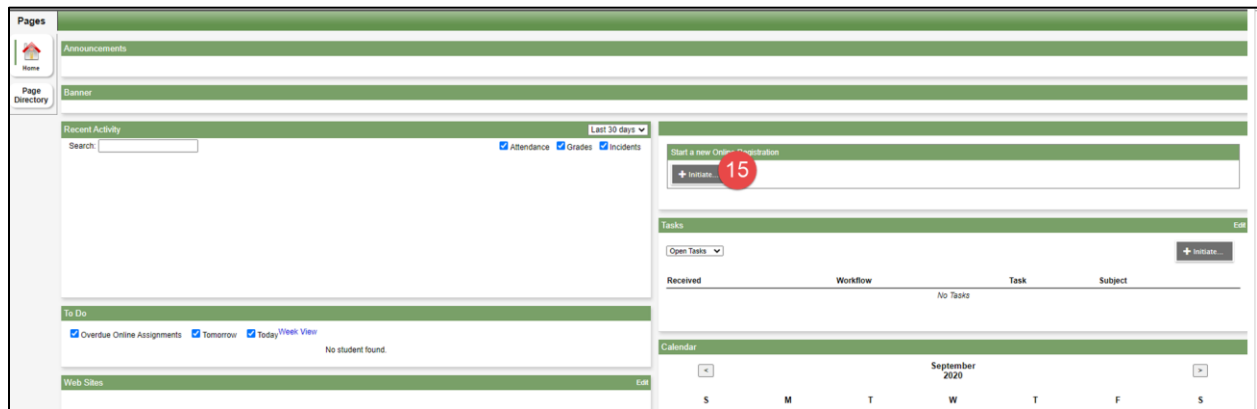 Pages
Home
Page
Directory
Announcements
Banner
Recent Activity
Last 30 days
Search:
Attendance Grades Incidents
To Do
Overdue Online Assignments Tomorrow Today Week View
No student found.
Web Sites Edit
Start a new Online Registration
+ Initiate... 15
Tasks Edit
Open Tasks
+ Initiate...
Received Workflow Task Subject
No Tasks
Calendar
< September >
2020
S M T W T F S